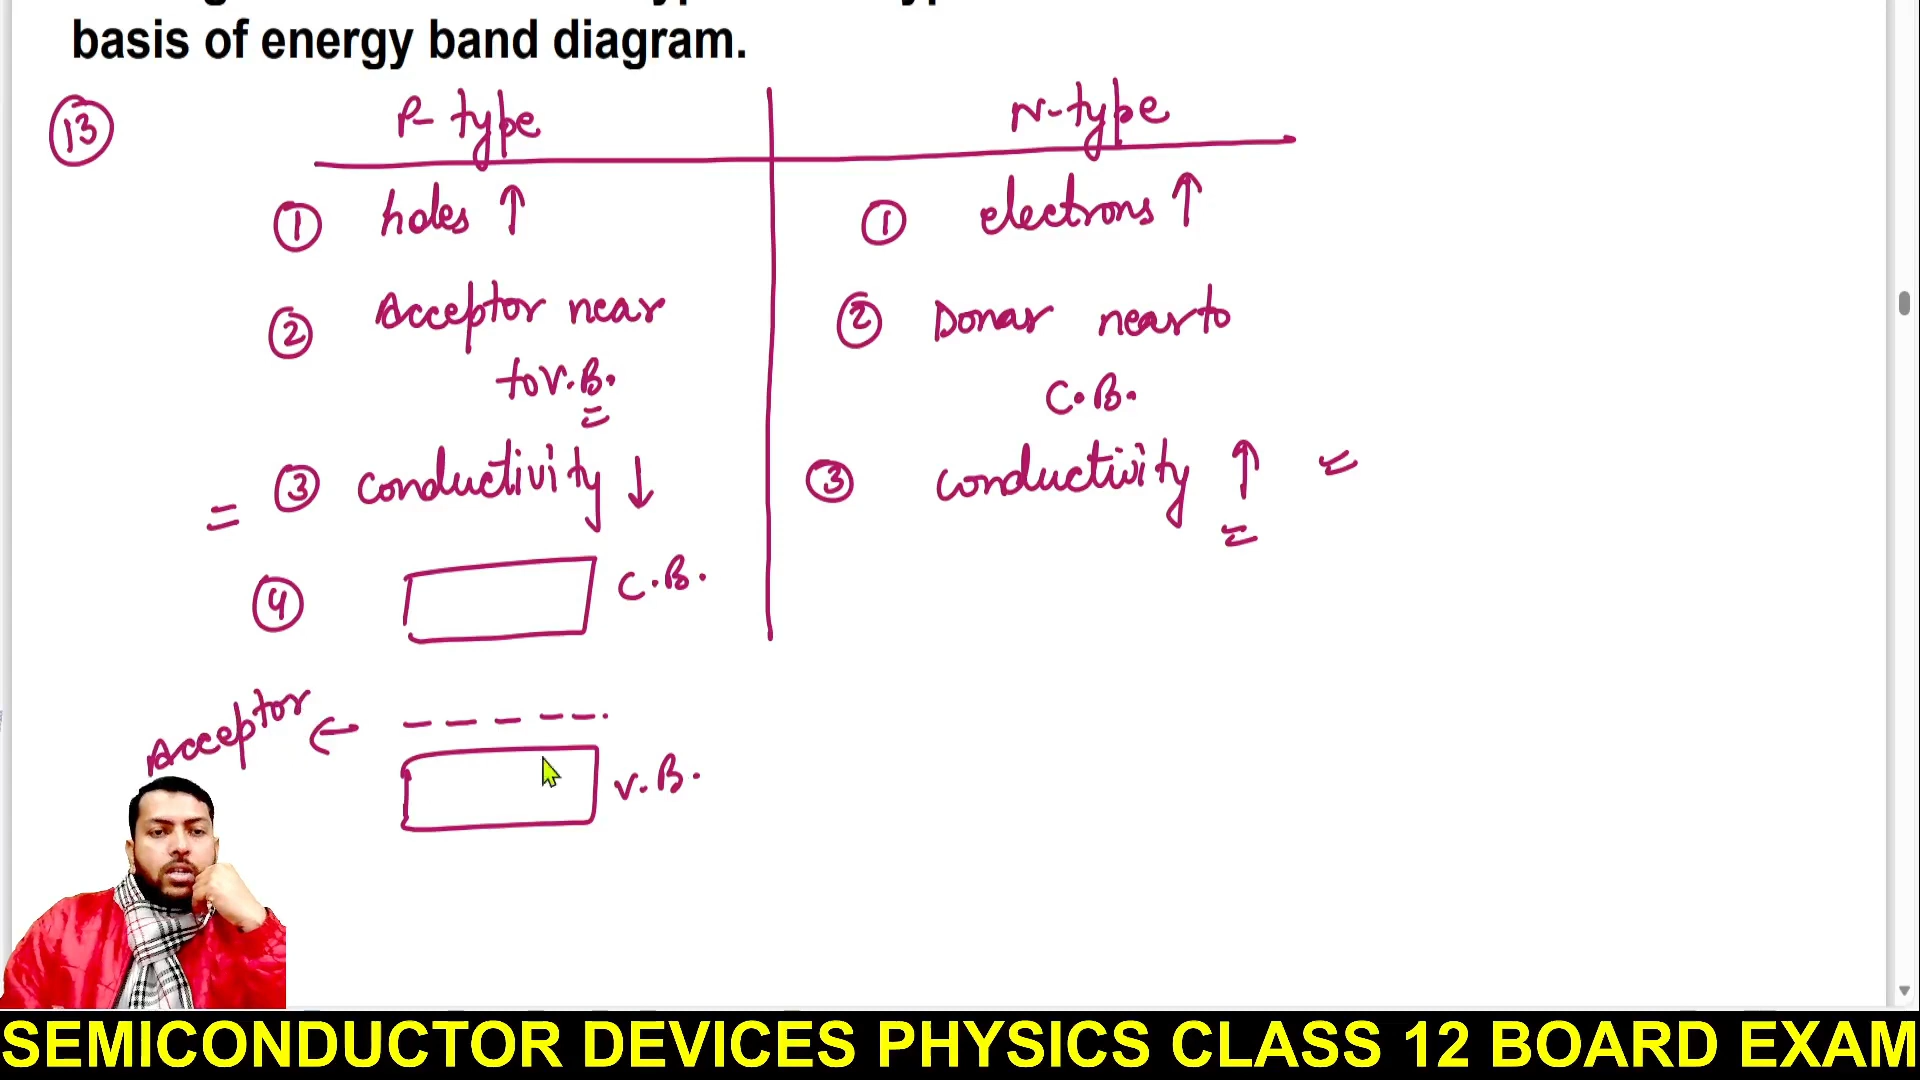 basis of energy band diagram.
13
P- type
N-type
1 holes ↑
1 electrons ↑
2 Acceptor near
to V.B.
2 Donar near to
C.B.
= 3 conductivity ↓
3 conductivity ↑ =
4
C.B.
Acceptor ←
V.B.
SEMICONDUCTOR DEVICES PHYSICS CLASS 12 BOARD EXAM